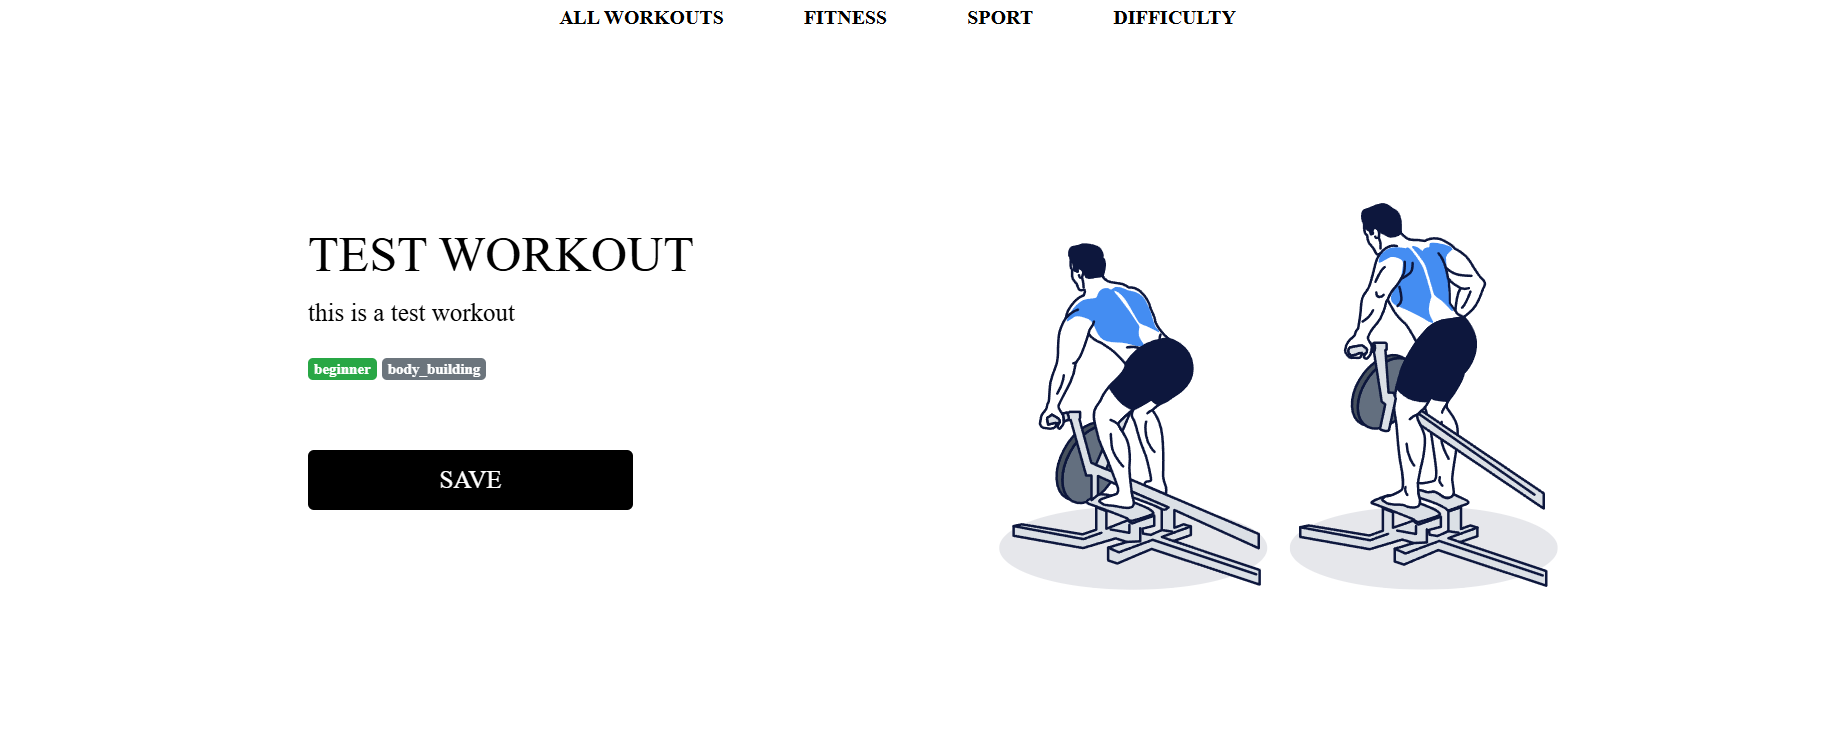 ALL WORKOUTS FITNESS SPORT DIFFICULTY
TEST WORKOUT
this is a test workout
beginner body_building
SAVE